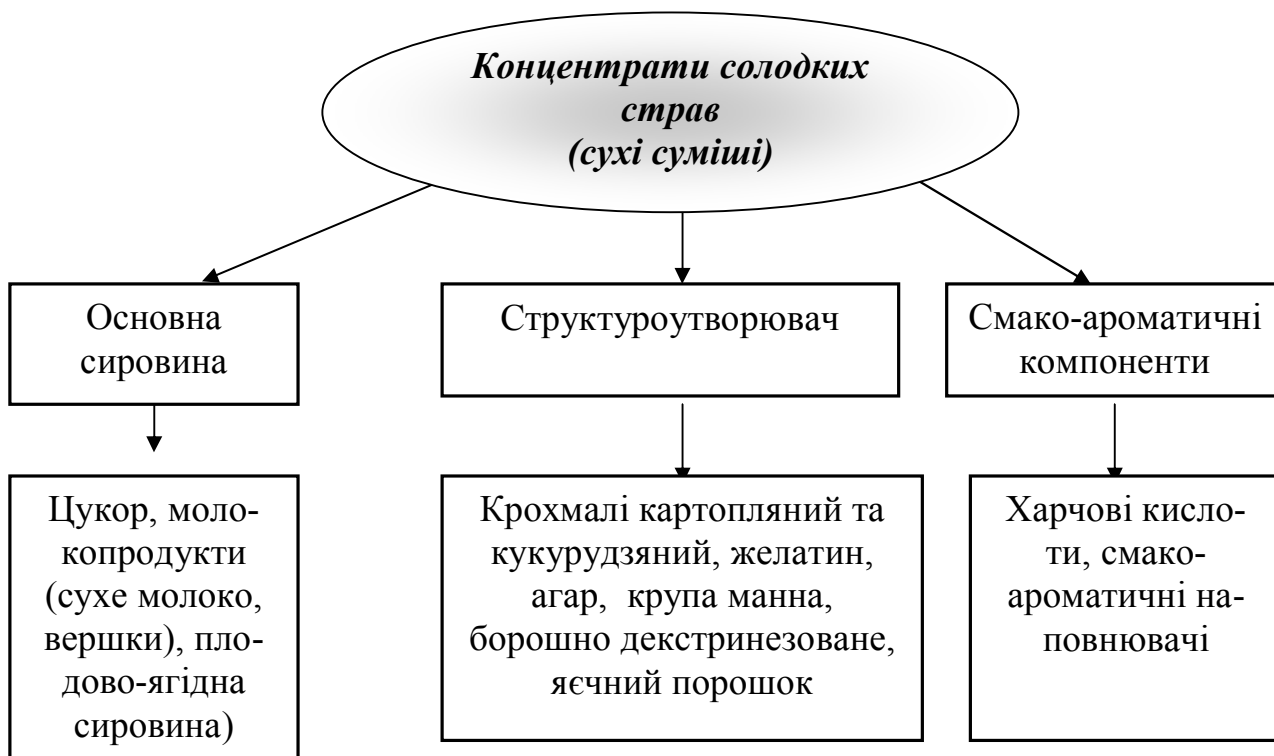 Концентрати солодких
страв
(сухі суміші)
Основна
сировина
Структуроутворювач
Смако-ароматичні
компоненти
Цукор, моло-
копродукти
(сухе молоко,
вершки), пло-
дово-ягідна
сировина)
Крохмалі картопляний та
кукурудзяний, желатин,
агар, крупа манна,
борошно декстринезоване,
яєчний порошок
Харчові кисло-
ти, смако-
ароматичні на-
повнювачі